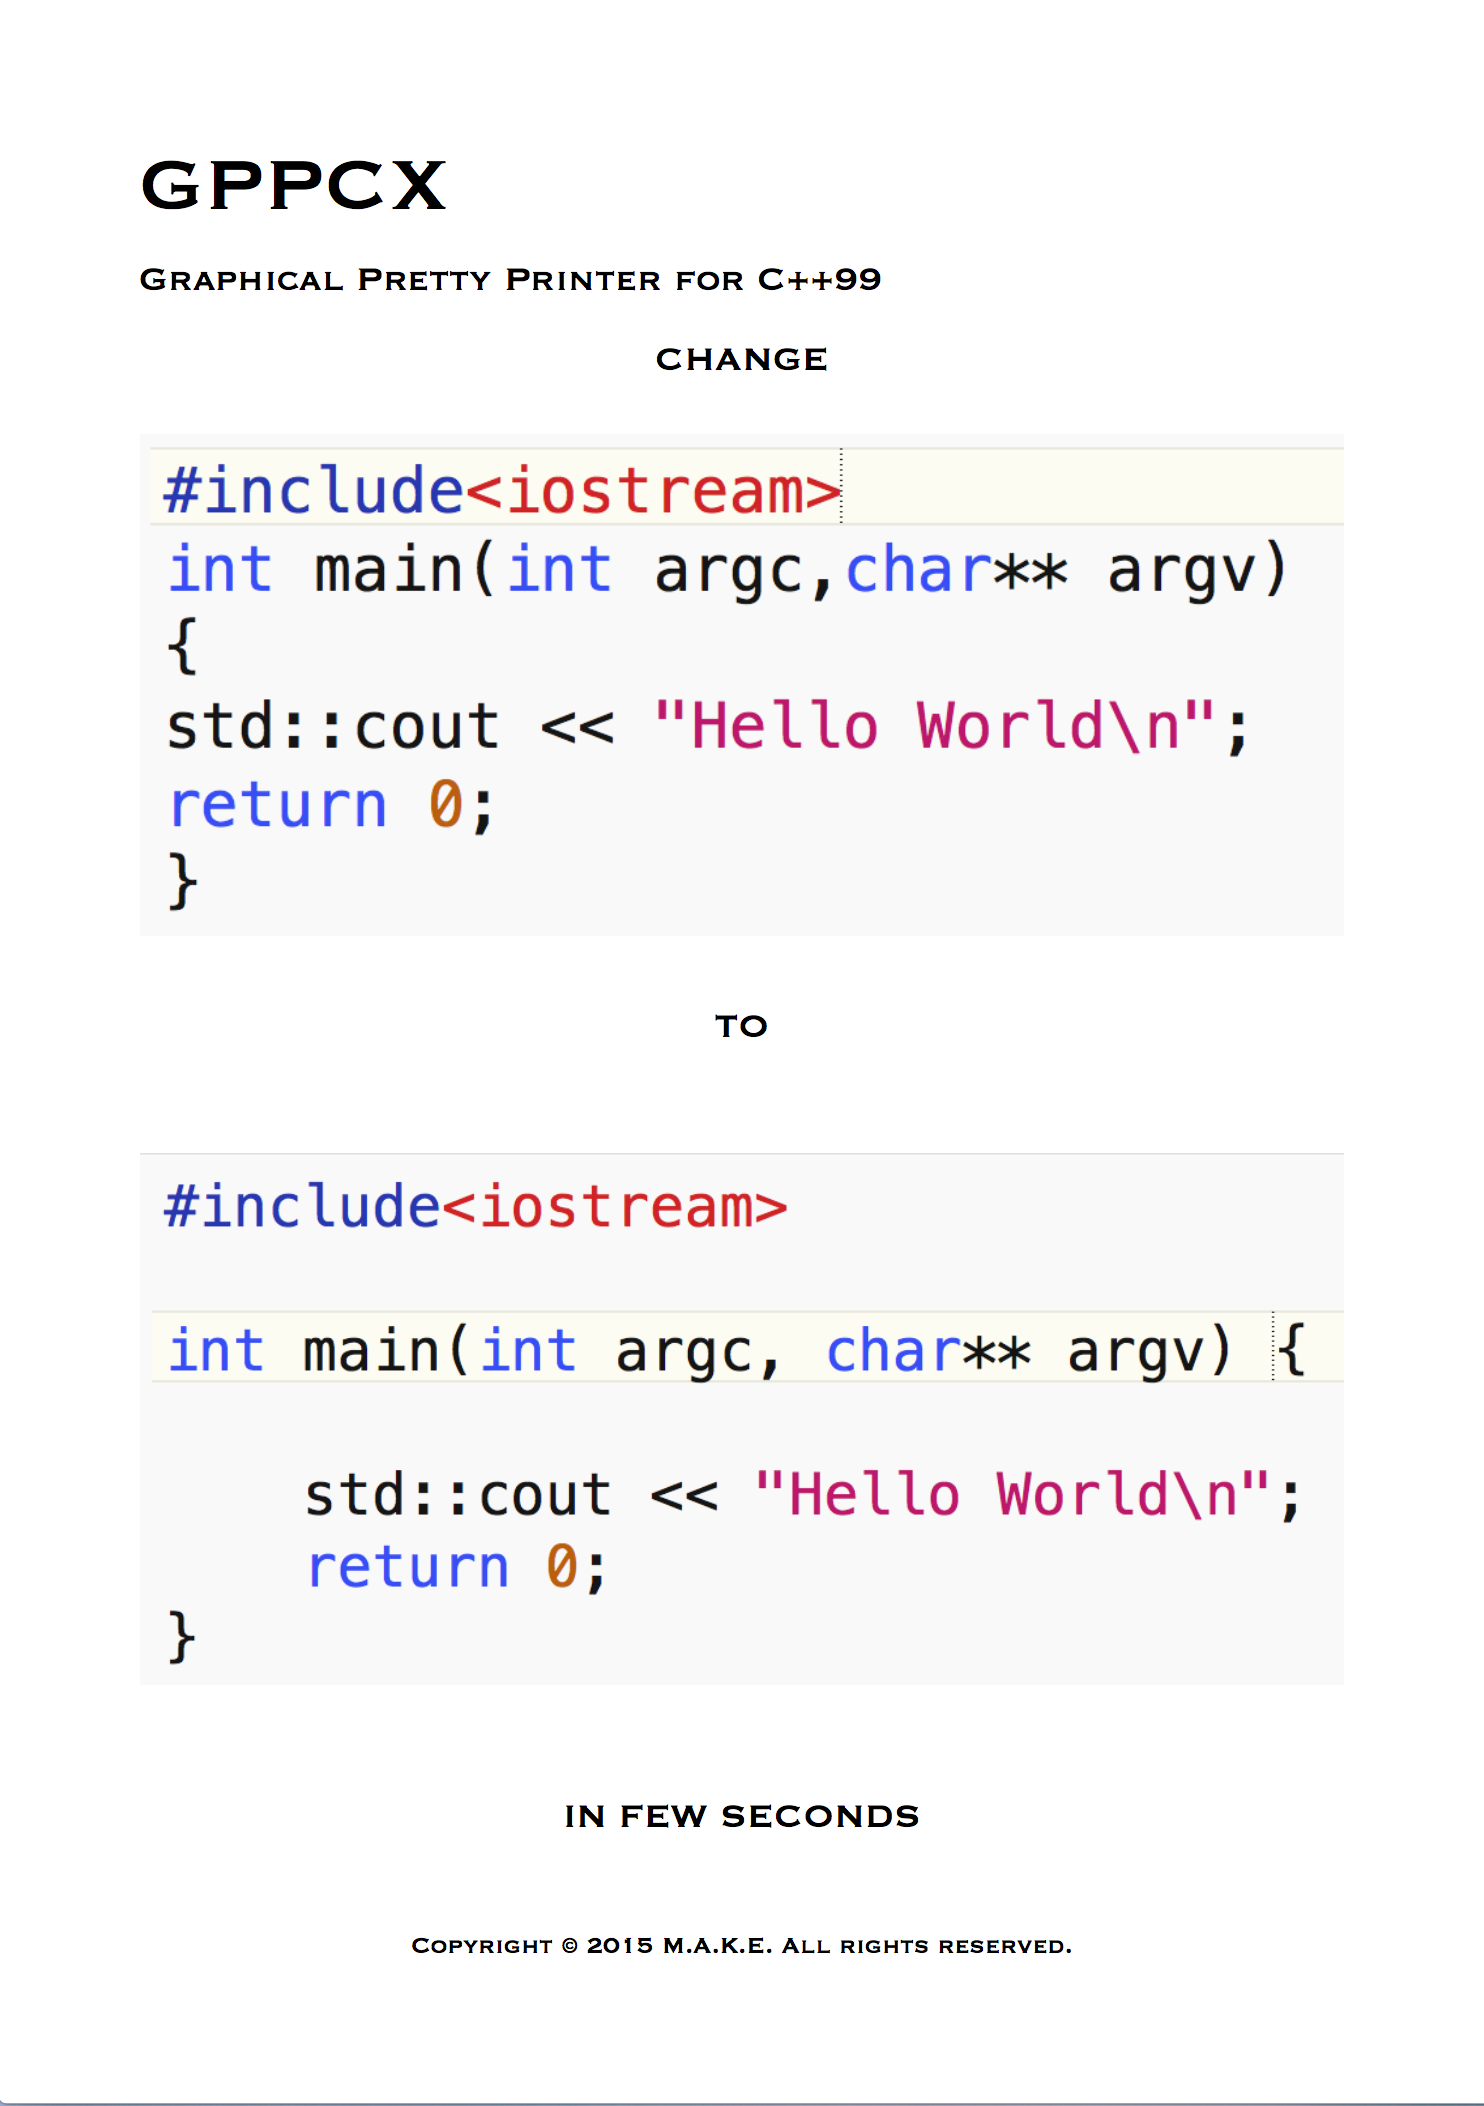 GPPCX
Graphical Pretty Printer for C++99
CHANGE
#include<iostream>
int main(int argc,char** argv)
{
std::cout << "Hello World\n";
return 0;
}
TO
#include<iostream>
int main(int argc, char** argv) {
    std::cout << "Hello World\n";
    return 0;
}
IN FEW SECONDS
Copyright © 2015 M.A.K.E. All rights reserved.